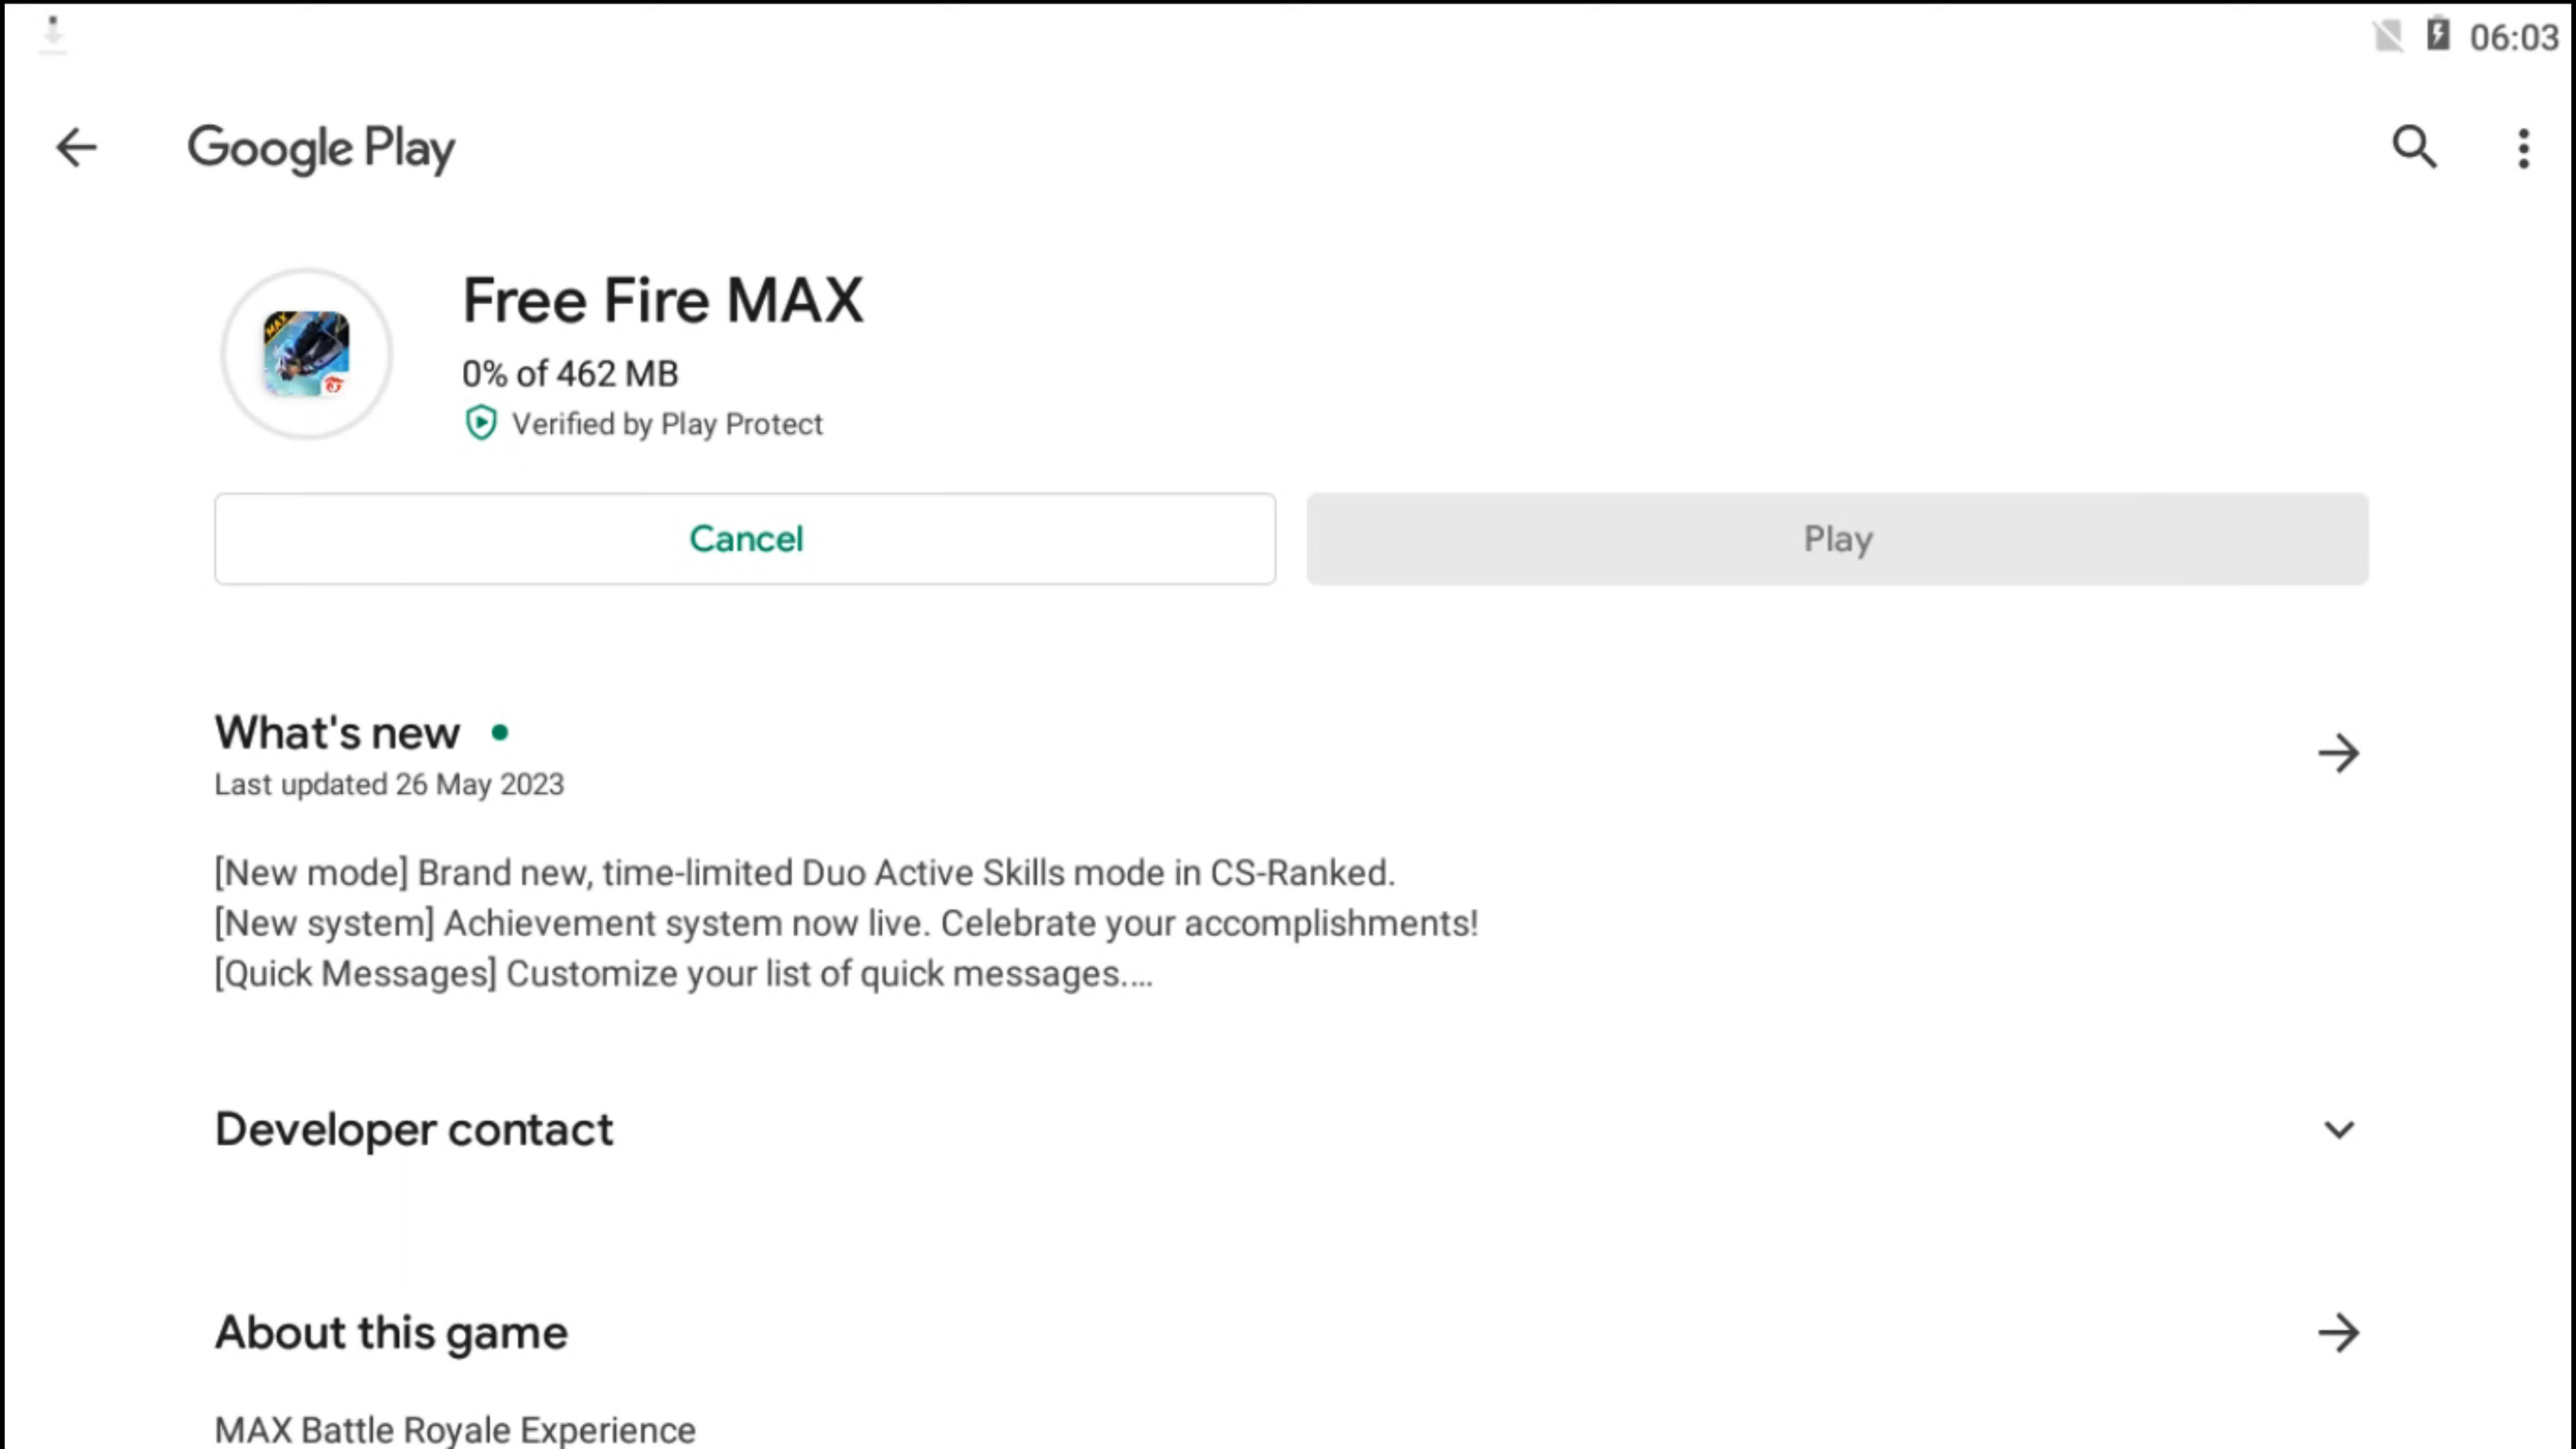 06:03
Google Play
MAX
Free Fire MAX
0% of 462 MB
Verified by Play Protect
Cancel
Play
What's new
Last updated 26 May 2023
[New mode] Brand new, time-limited Duo Active Skills mode in CS-Ranked.
[New system] Achievement system now live. Celebrate your accomplishments!
[Quick Messages] Customize your list of quick messages.…
Developer contact
About this game
MAX Battle Royale Experience